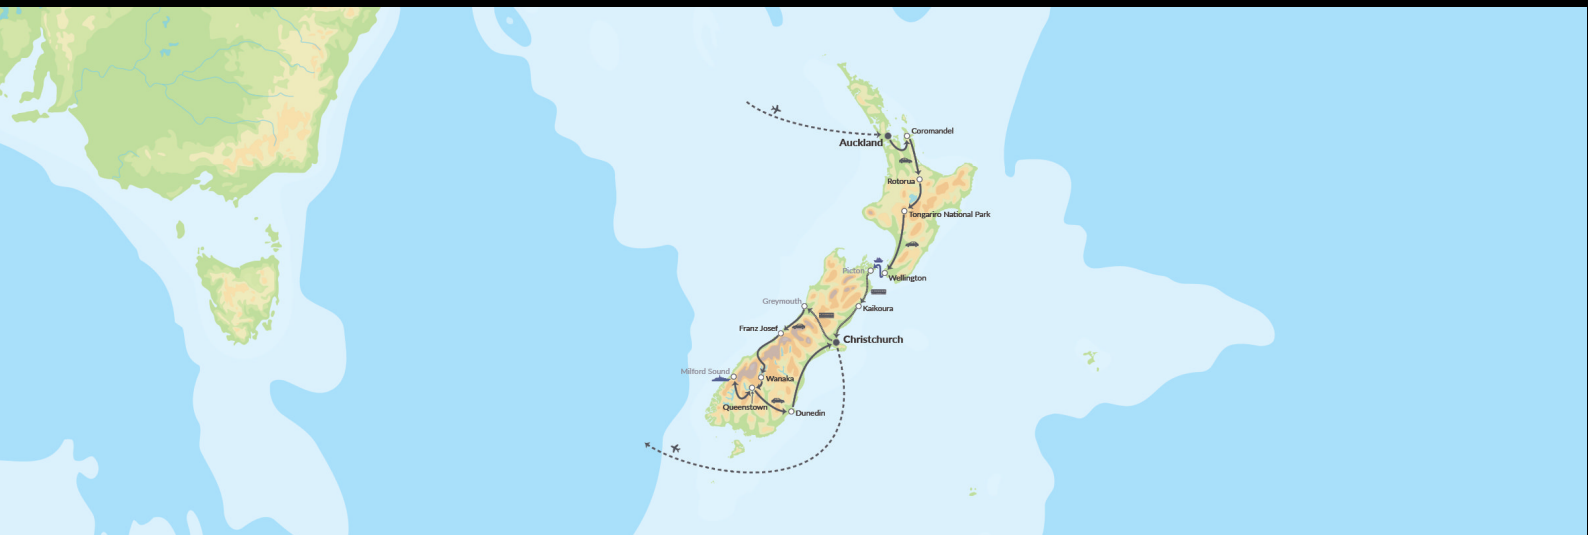 Coromandel
Auckland
Rotorua
Tongariro National Park
Picton
Wellington
Greymouth
Kaikoura
Franz Josef
Christchurch
Milford Sound
Wanaka
Queenstown
Dunedin